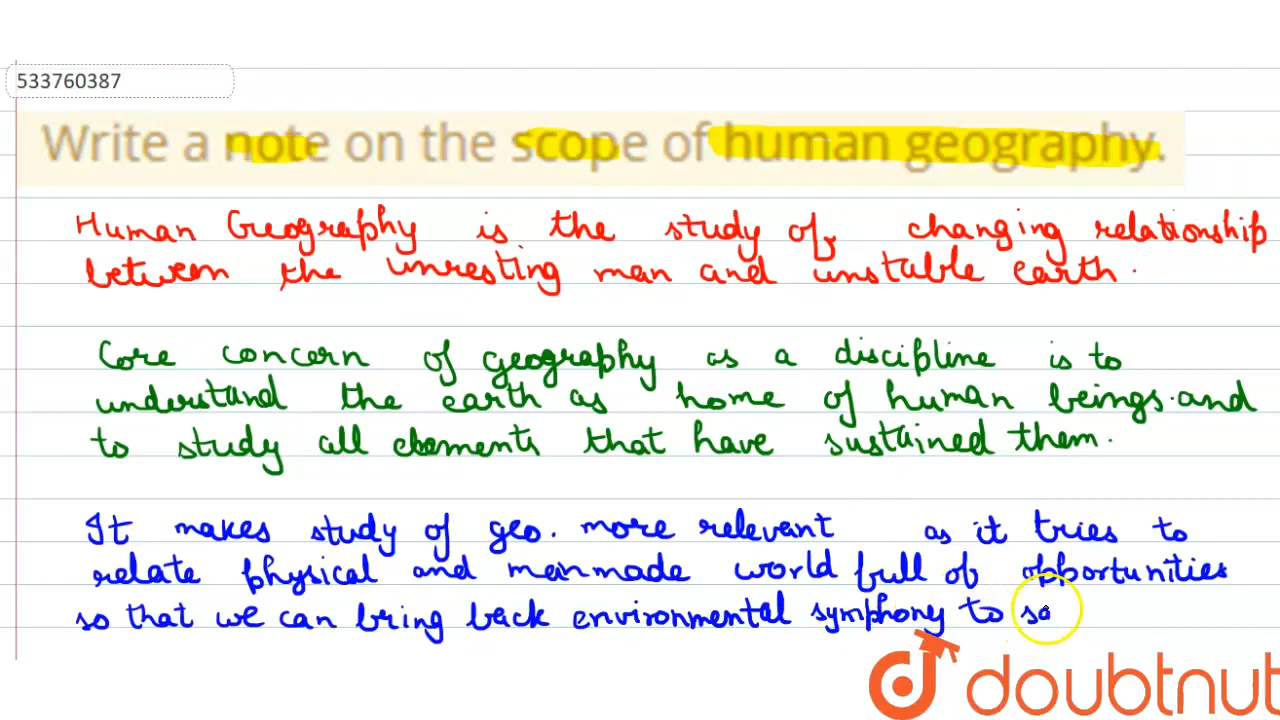 533760387
Write a note on the scope of human geography.
Human Geography is the study of, changing relationship
between the unresting man and unstable earth.
Core concern of geography as a discipline is to
understand the earth as home of human beings.and
to study all elements that have sustained them.
It makes study of geo. more relevant as it tries to
relate physical and manmade world full of opportunities
so that we can bring back environmental symphony to sa
doubtnut